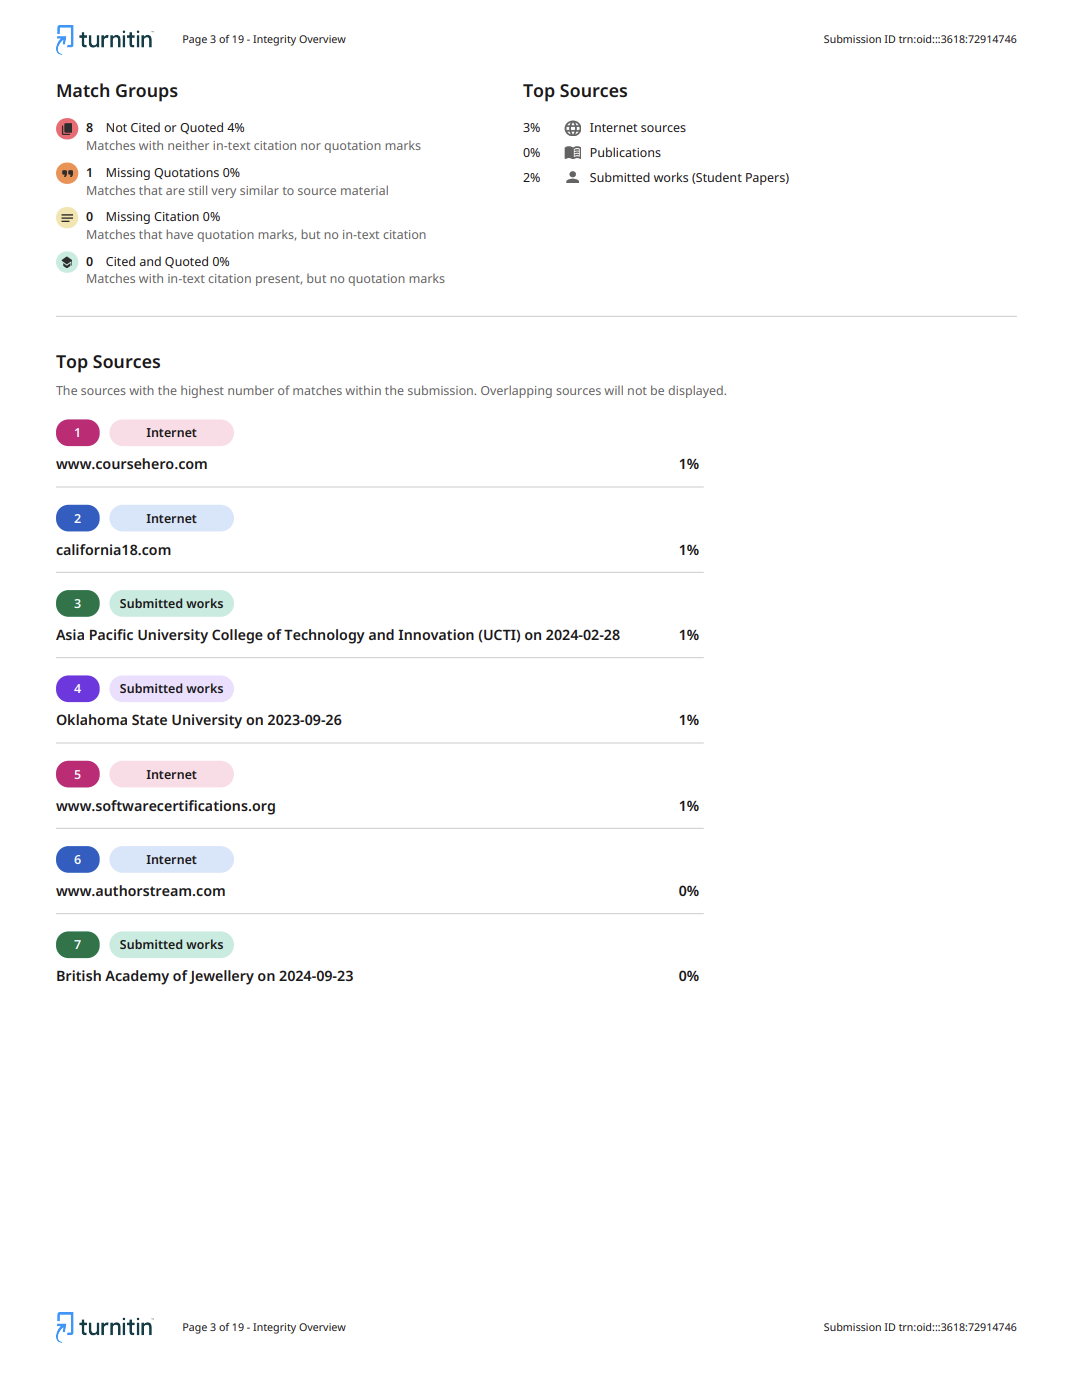 turnitin Page 3 of 19 - Integrity Overview Submission ID trn:oid:::3618:72914746
Match Groups
8 Not Cited or Quoted 4%
Matches with neither in-text citation nor quotation marks
1 Missing Quotations 0%
Matches that are still very similar to source material
0 Missing Citation 0%
Matches that have quotation marks, but no in-text citation
0 Cited and Quoted 0%
Matches with in-text citation present, but no quotation marks
Top Sources
3% Internet sources
0% Publications
2% Submitted works (Student Papers)
Top Sources
The sources with the highest number of matches within the submission. Overlapping sources will not be displayed.
1 Internet
www.coursehero.com 1%
2 Internet
california18.com 1%
3 Submitted works
Asia Pacific University College of Technology and Innovation (UCTI) on 2024-02-28 1%
4 Submitted works
Oklahoma State University on 2023-09-26 1%
5 Internet
www.softwarecertifications.org 1%
6 Internet
www.authorstream.com 0%
7 Submitted works
British Academy of Jewellery on 2024-09-23 0%
turnitin Page 3 of 19 - Integrity Overview Submission ID trn:oid:::3618:72914746